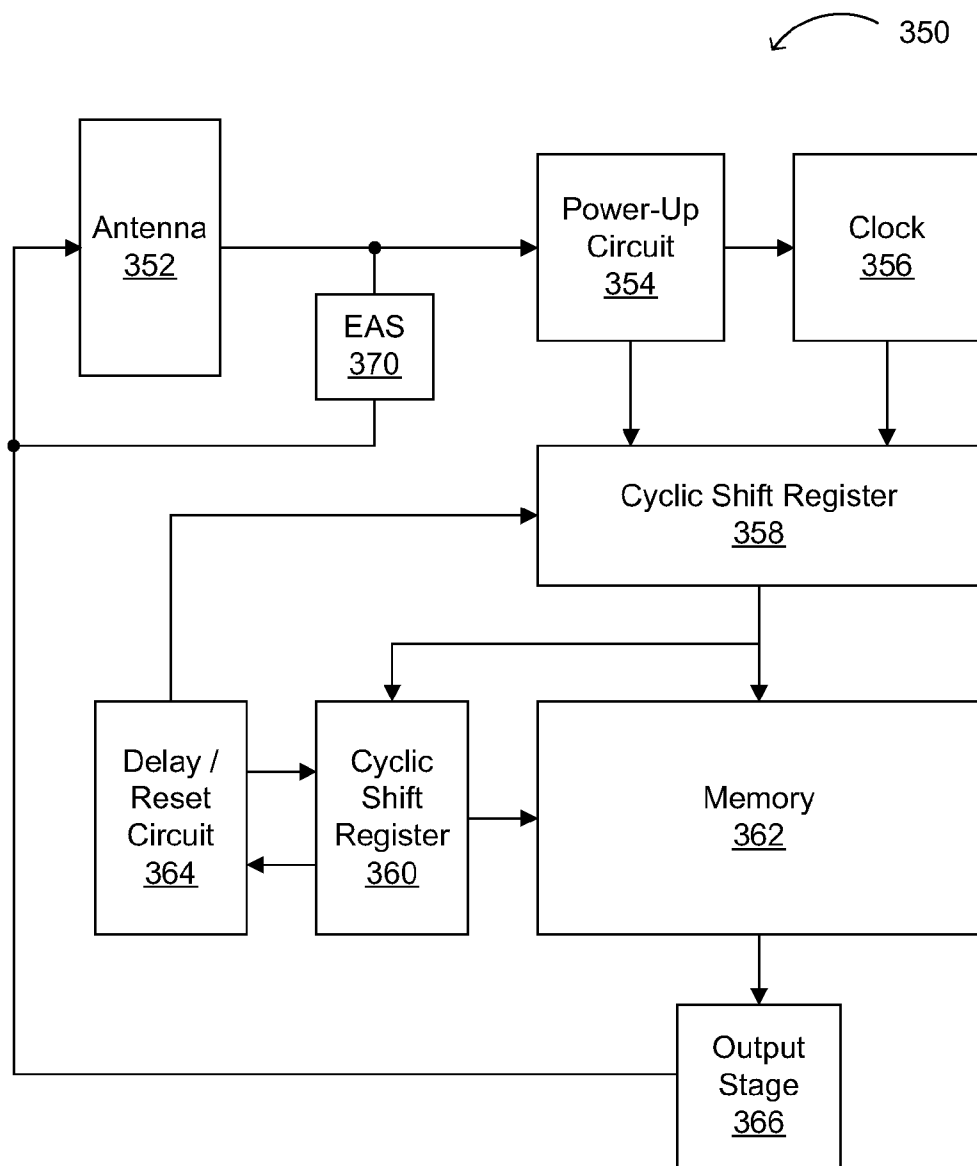 350
Antenna
352
Power-Up
Circuit
354
Clock
356
EAS
370
Cyclic Shift Register
358
Delay /
Reset
Circuit
364
Cyclic
Shift
Register
360
Memory
362
Output
Stage
366